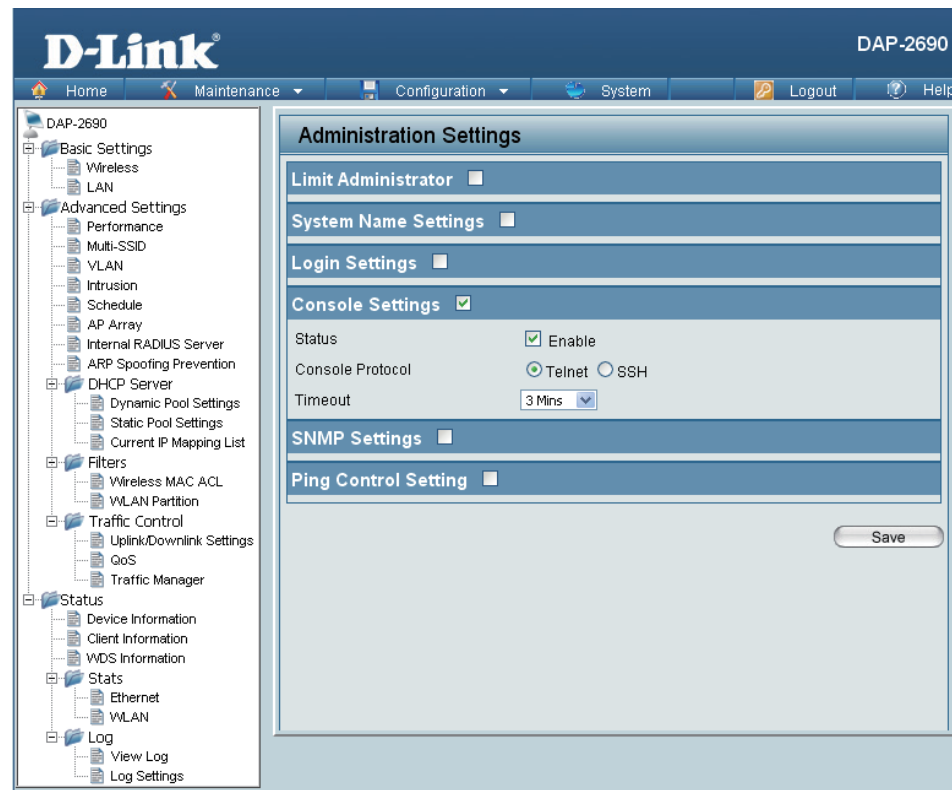 D-Link®
DAP-2690
Home Maintenance Configuration System Logout Help
DAP-2690
Basic Settings
Wireless
LAN
Advanced Settings
Performance
Multi-SSID
VLAN
Intrusion
Schedule
AP Array
Internal RADIUS Server
ARP Spoofing Prevention
DHCP Server
Dynamic Pool Settings
Static Pool Settings
Current IP Mapping List
Filters
Wireless MAC ACL
WLAN Partition
Traffic Control
Uplink/Downlink Settings
QoS
Traffic Manager
Status
Device Information
Client Information
WDS Information
Stats
Ethernet
WLAN
Log
View Log
Log Settings
Administration Settings
Limit Administrator
System Name Settings
Login Settings
Console Settings
Status Enable
Console Protocol Telnet SSH
Timeout 3 Mins
SNMP Settings
Ping Control Setting
Save